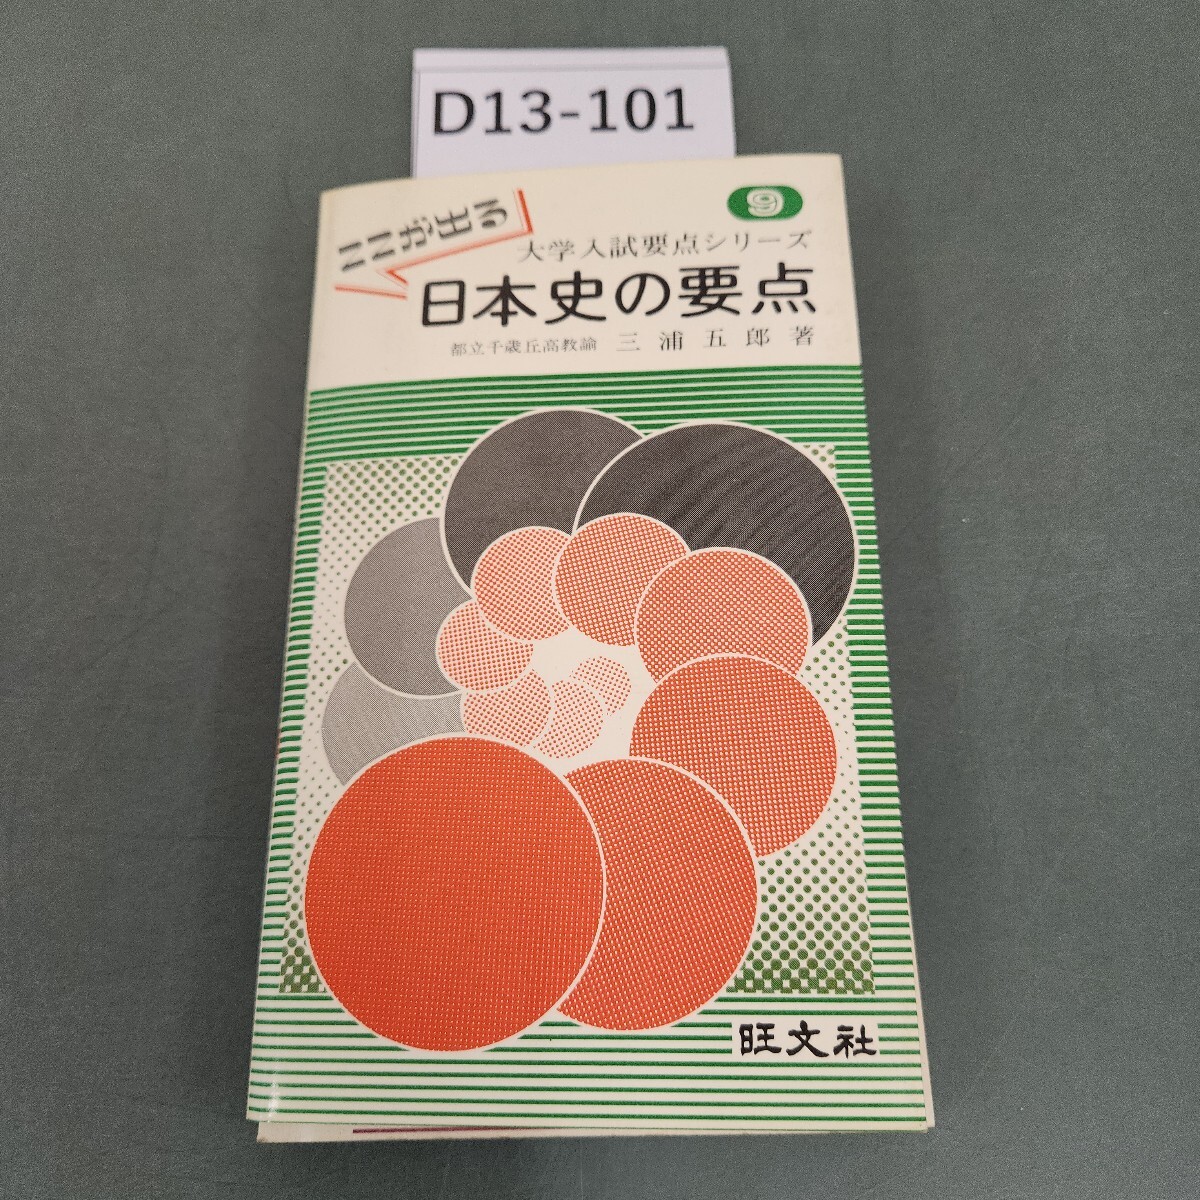 D13-101
ココが出る
9
大学入試要点シリーズ
日本史の要点
都立千歳丘高教諭 三浦五郎著
旺文社